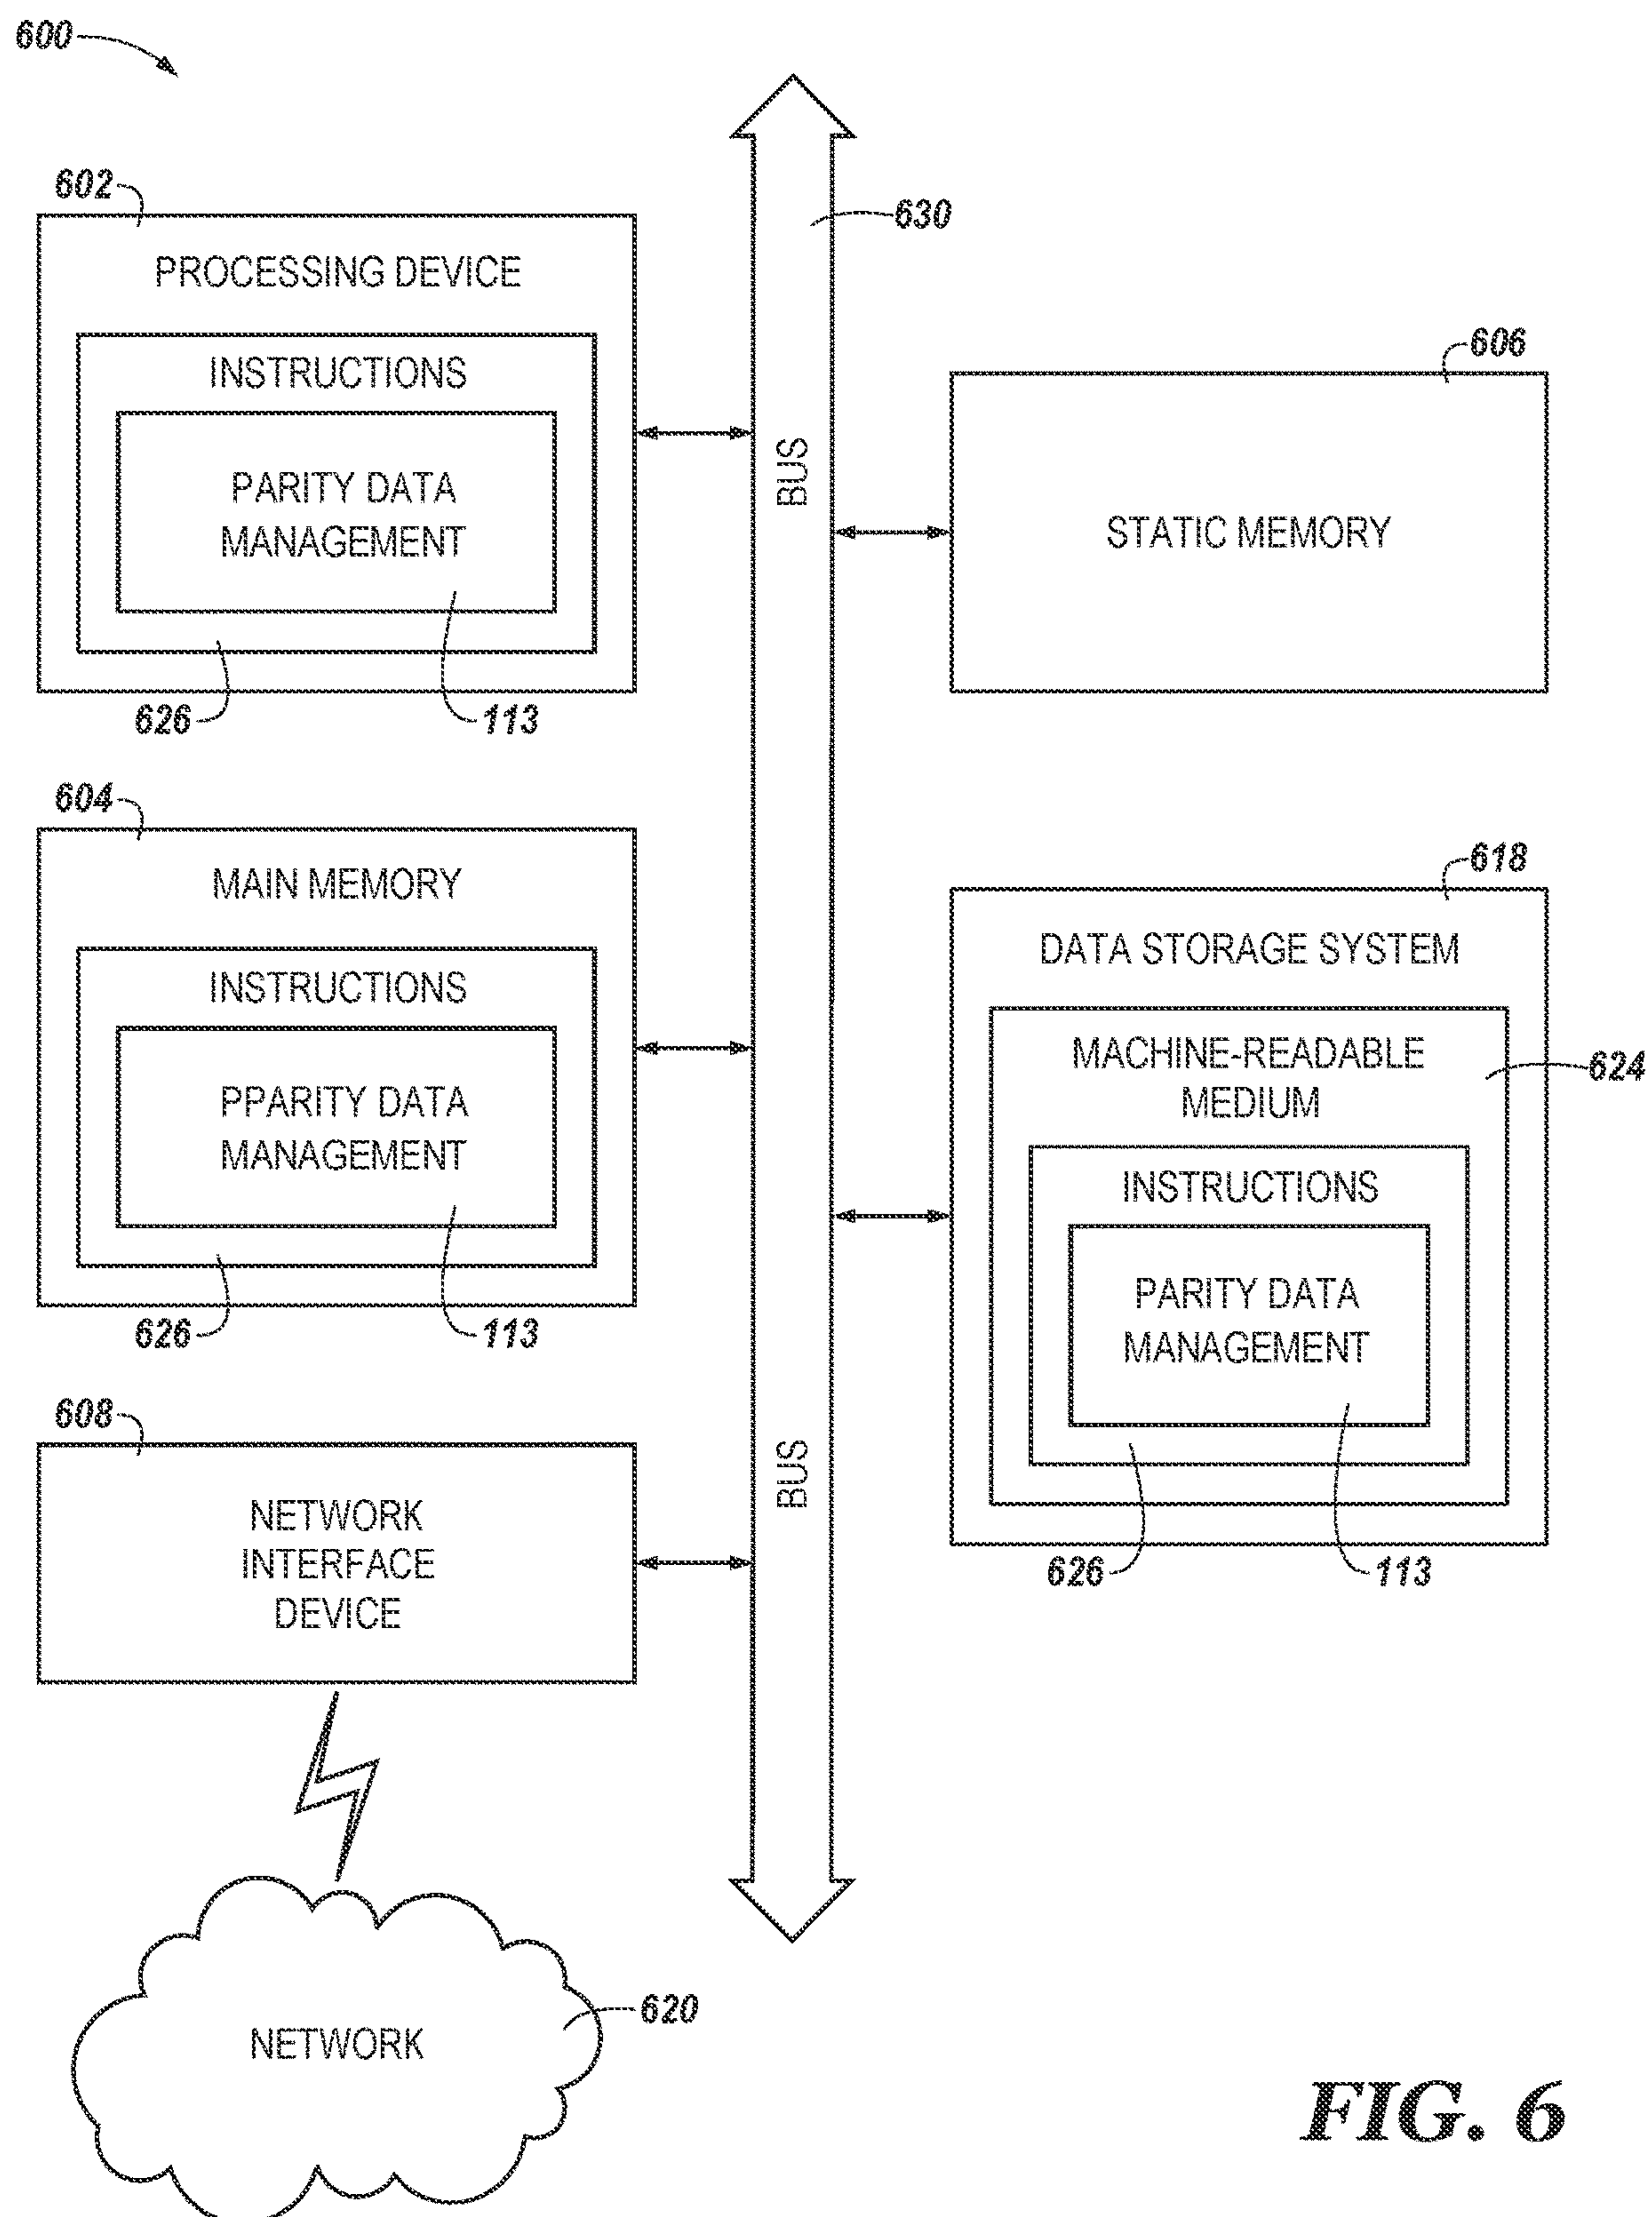 600
602
PROCESSING DEVICE
INSTRUCTIONS
PARITY DATA
MANAGEMENT
626
113
604
MAIN MEMORY
INSTRUCTIONS
PPARITY DATA
MANAGEMENT
626
113
608
NETWORK
INTERFACE
DEVICE
NETWORK
620
630
BUS
BUS
606
STATIC MEMORY
618
DATA STORAGE SYSTEM
MACHINE-READABLE
MEDIUM
624
INSTRUCTIONS
PARITY DATA
MANAGEMENT
626
113
FIG. 6